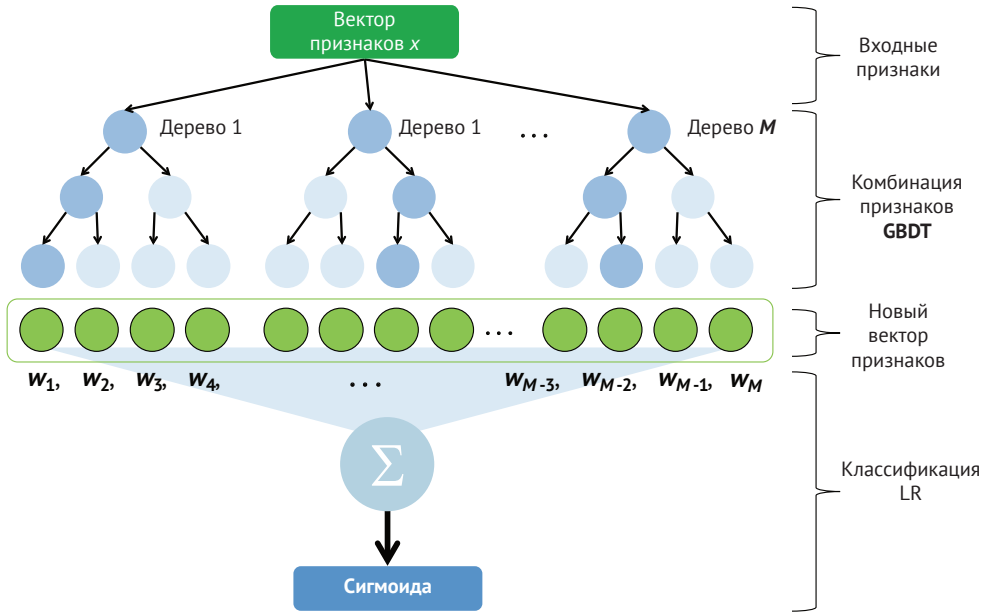 Вектор
признаков x
Входные
признаки
Дерево 1
Дерево 1
...
Дерево M
Комбинация
признаков
GBDT
...
Новый
вектор
признаков
w1, w2, w3, w4, ... wM-3, wM-2, wM-1, wM
Σ
Классификация
LR
Сигмоида